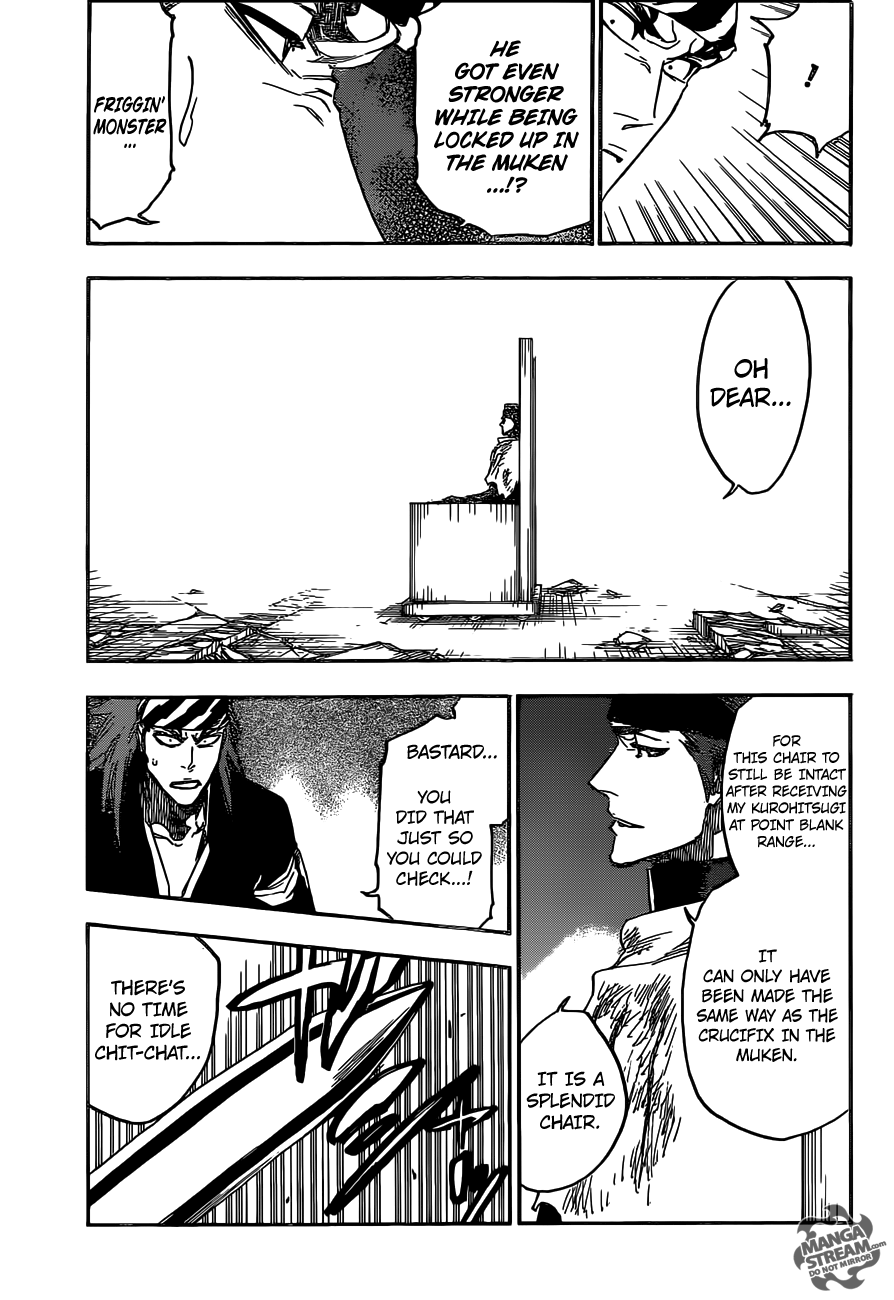 !
HE
GOT EVEN
STRONGER
WHILE BEING
LOCKED UP IN
THE MUKEN
...!?
FRIGGIN'
MONSTER
...
OH
DEAR...
FOR
THIS CHAIR TO
STILL BE INTACT
AFTER RECEIVING
MY KUROHITSUGI
AT POINT BLANK
RANGE...
IT
CAN ONLY HAVE
BEEN MADE THE
SAME WAY AS THE
CRUCIFIX IN THE
MUKEN.
IT IS A
SPLENDID
CHAIR.
BASTARD...
YOU
DID THAT
JUST SO
YOU COULD
CHECK...!
THERE'S
NO TIME
FOR IDLE
CHIT-CHAT...
MANGA
STREAM.com
DO NOT MIRROR